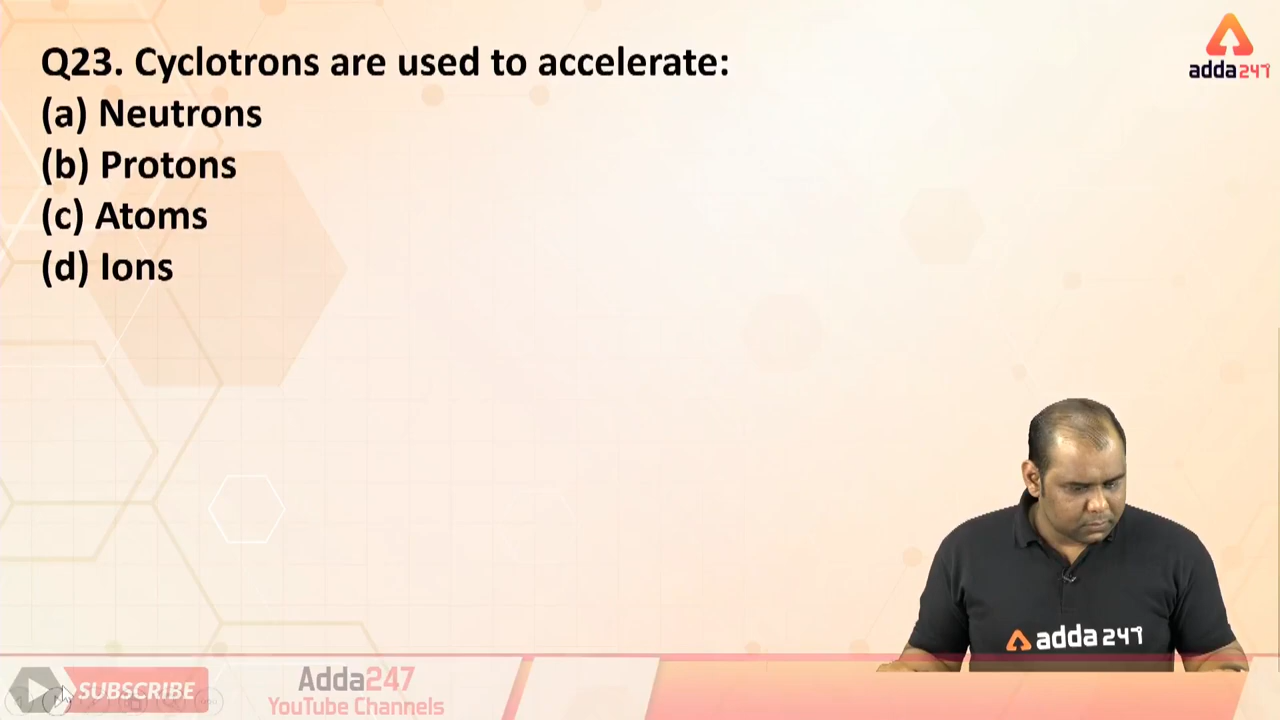 Q23. Cyclotrons are used to accelerate:
(a) Neutrons
(b) Protons
(c) Atoms
(d) Ions
adda247
adda247
SUBSCRIBE
Adda247
YouTube Channels